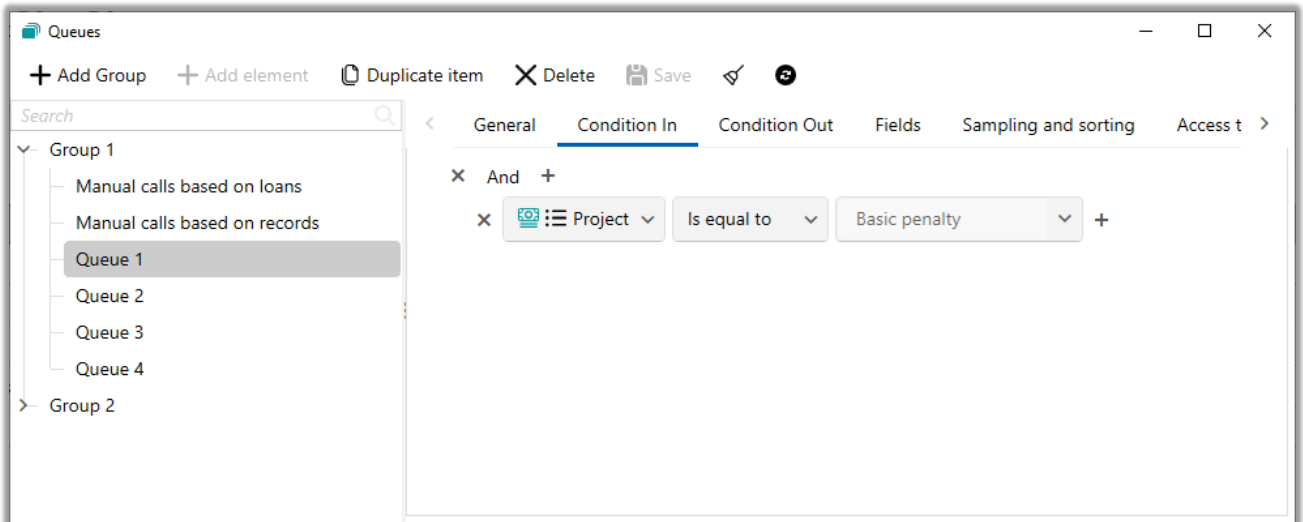 Queues
Add Group Add element Duplicate item Delete Save
Search
General Condition In Condition Out Fields Sampling and sorting Access t
Group 1
Manual calls based on loans
Manual calls based on records
Queue 1
Queue 2
Queue 3
Queue 4
Group 2
And
Project Is equal to Basic penalty